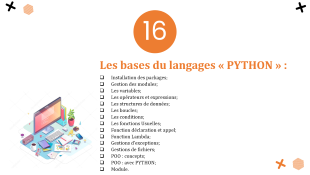 16
Les bases du langages « PYTHON » :
❑ Installation des packages;
❑ Gestion des modules;
❑ Les variables;
❑ Les opérateurs et expressions;
❑ Les structures de données;
❑ Les boucles;
❑ Les conditions;
❑ Les fonctions Usuelles;
❑ Fonction déclaration et appel;
❑ Fonction Lambda;
❑ Gestions d'exceptions;
❑ Gestions de fichiers;
❑ POO : concepts;
❑ POO : avec PYTHON;
❑ Module.